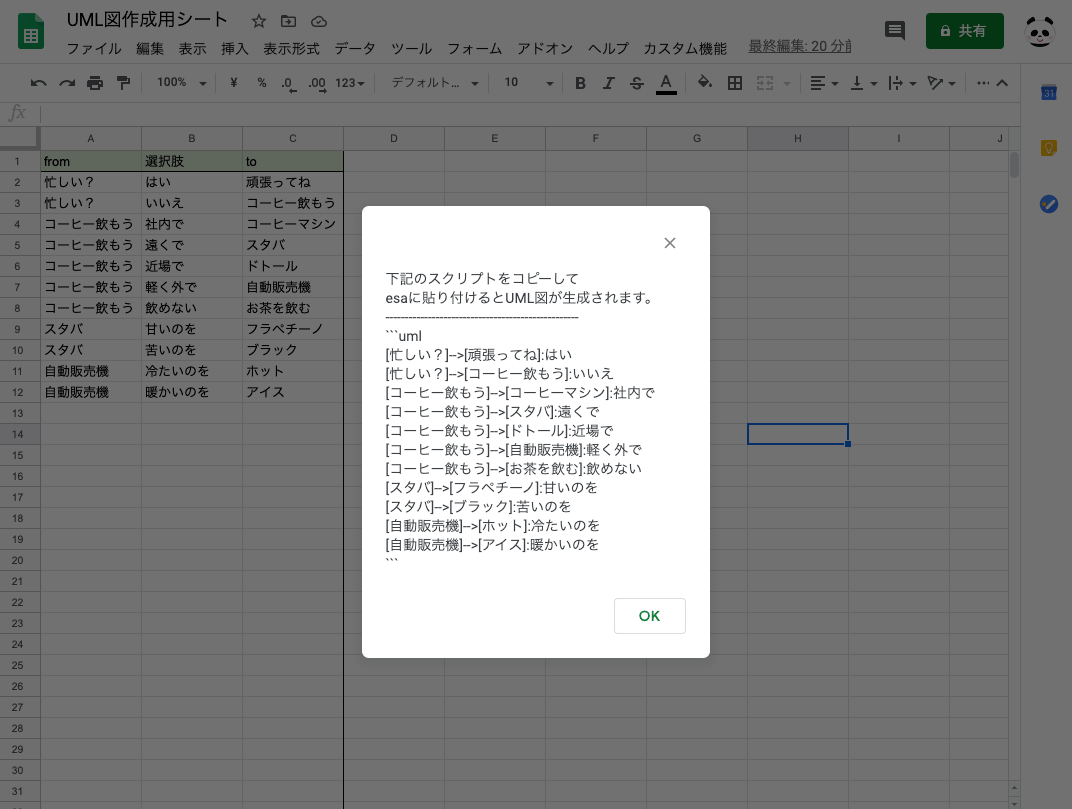 UML図作成用シート
ファイル 編集 表示 挿入 表示形式 データ ツール フォーム アドオン ヘルプ カスタム機能 最終編集: 20 分前
共有
100% ¥ % .0 .00 123 デフォルト... 10 B I S A
31
fx
A B C D E F G H I J
1 from 選択肢 to
2 忙しい？ はい 頑張ってね
3 忙しい？ いいえ コーヒー飲もう
4 コーヒー飲もう 社内で コーヒーマシン
5 コーヒー飲もう 遠くで スタバ
6 コーヒー飲もう 近場で ドトール
7 コーヒー飲もう 軽く外で 自動販売機
8 コーヒー飲もう 飲めない お茶を飲む
9 スタバ 甘いのを フラペチーノ
10 スタバ 苦いのを ブラック
11 自動販売機 冷たいのを ホット
12 自動販売機 暖かいのを アイス
13
14
15
16
17
18
19
20
21
22
23
24
25
26
27
28
29
30
31
下記のスクリプトをコピーして
esaに貼り付けるとUML図が生成されます。
--------------------------------------------------
```uml
[忙しい？]-->[頑張ってね]:はい
[忙しい？]-->[コーヒー飲もう]:いいえ
[コーヒー飲もう]-->[コーヒーマシン]:社内で
[コーヒー飲もう]-->[スタバ]:遠くで
[コーヒー飲もう]-->[ドトール]:近場で
[コーヒー飲もう]-->[自動販売機]:軽く外で
[コーヒー飲もう]-->[お茶を飲む]:飲めない
[スタバ]-->[フラペチーノ]:甘いのを
[スタバ]-->[ブラック]:苦いのを
[自動販売機]-->[ホット]:冷たいのを
[自動販売機]-->[アイス]:暖かいのを
```
OK